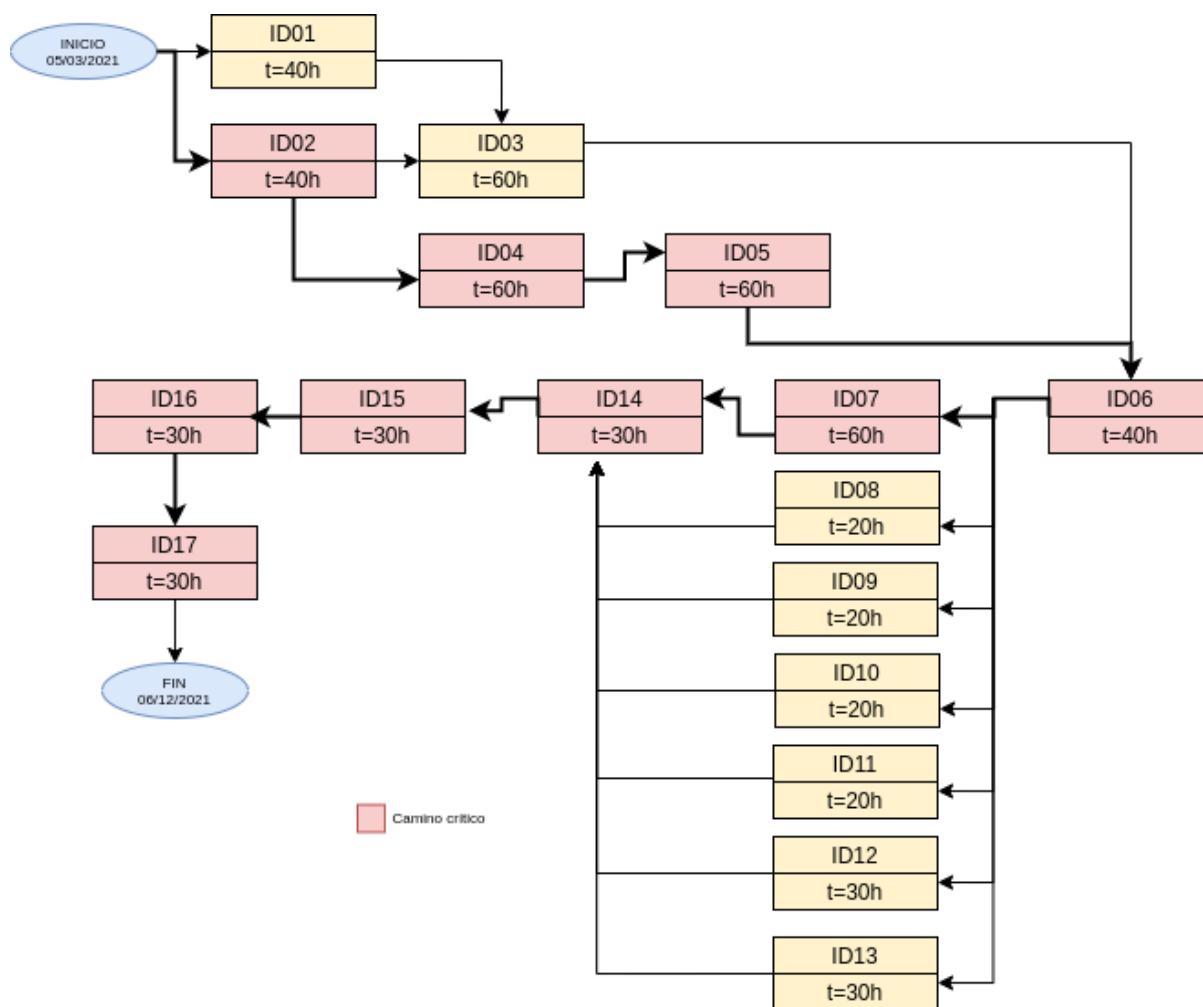 INICIO
05/03/2021
ID01
t=40h
ID02
t=40h
ID03
t=60h
ID04
t=60h
ID05
t=60h
ID16
t=30h
ID15
t=30h
ID14
t=30h
ID07
t=60h
ID06
t=40h
ID08
t=20h
ID17
t=30h
ID09
t=20h
FIN
06/12/2021
ID10
t=20h
ID11
t=20h
Camino crítico
ID12
t=30h
ID13
t=30h